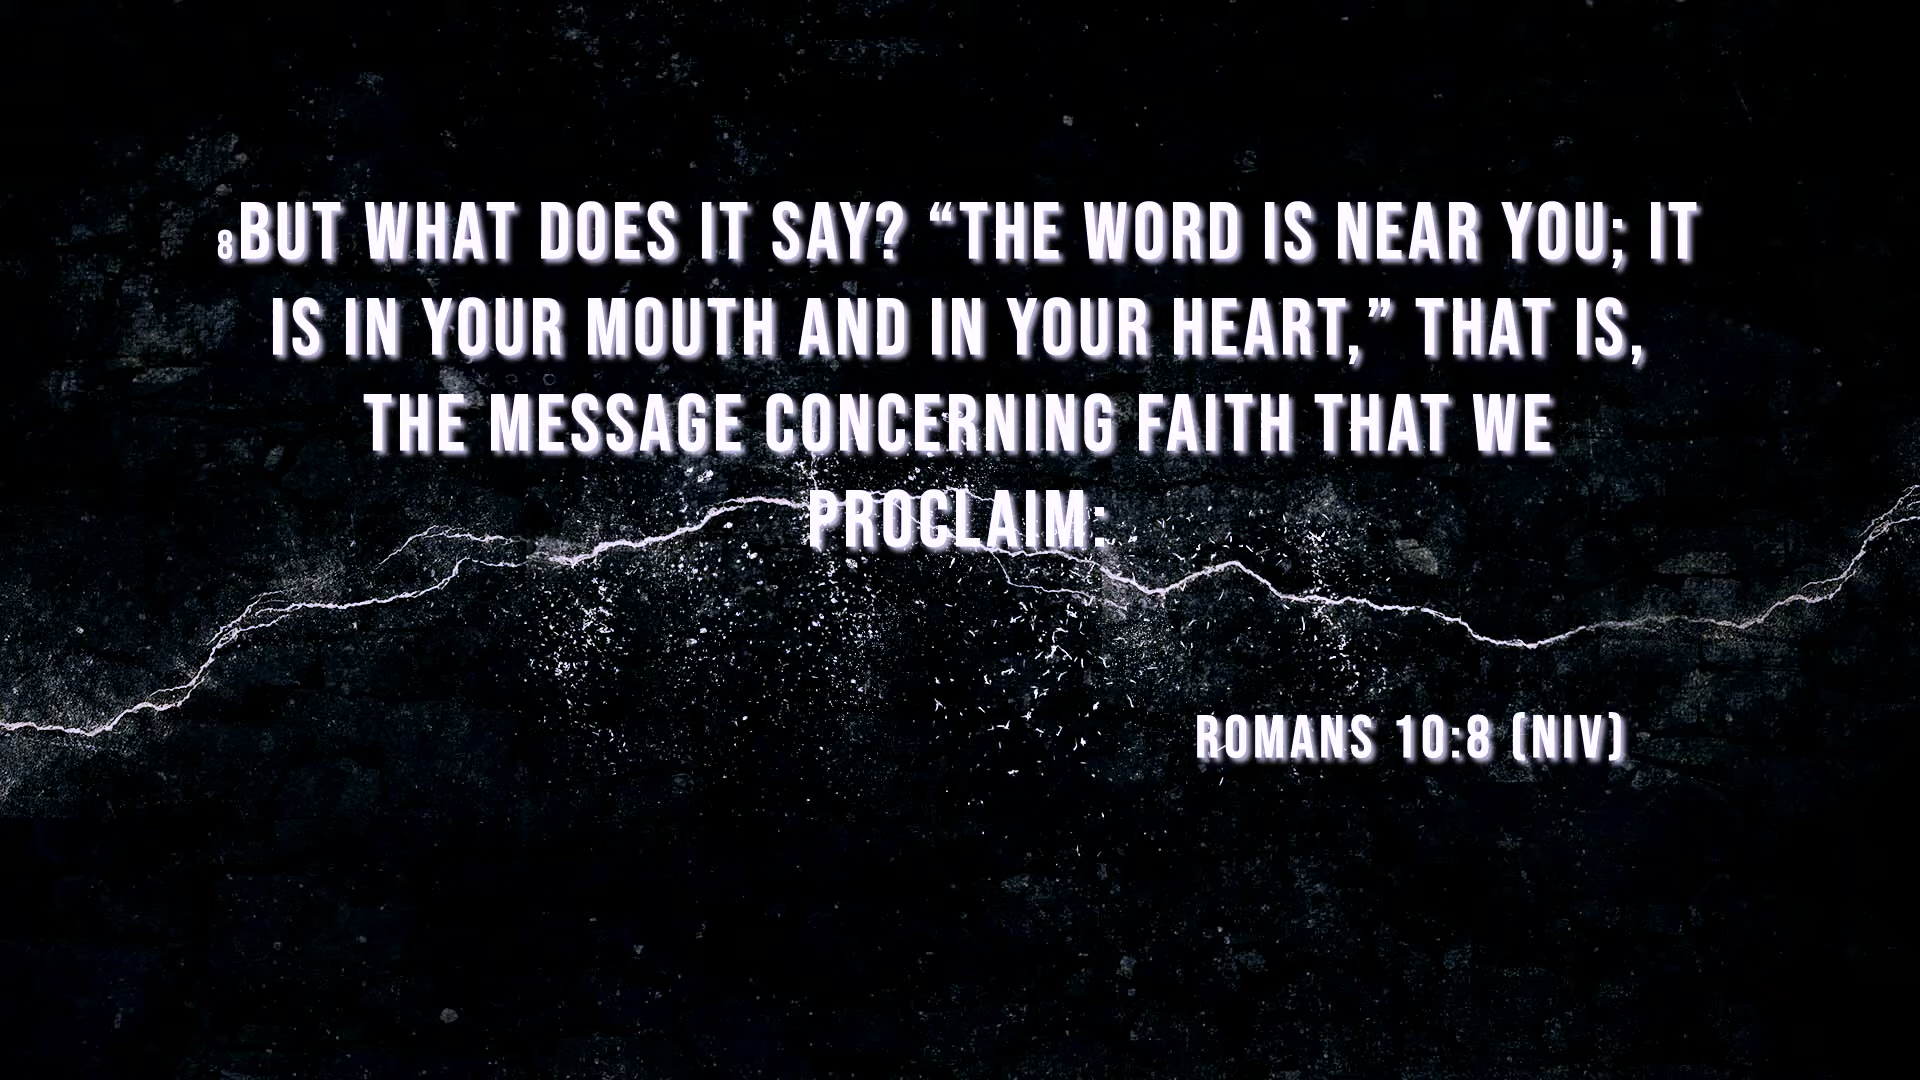 8BUT WHAT DOES IT SAY? “THE WORD IS NEAR YOU; IT
IS IN YOUR MOUTH AND IN YOUR HEART,” THAT IS,
THE MESSAGE CONCERNING FAITH THAT WE
PROCLAIM:
ROMANS 10:8 (NIV)